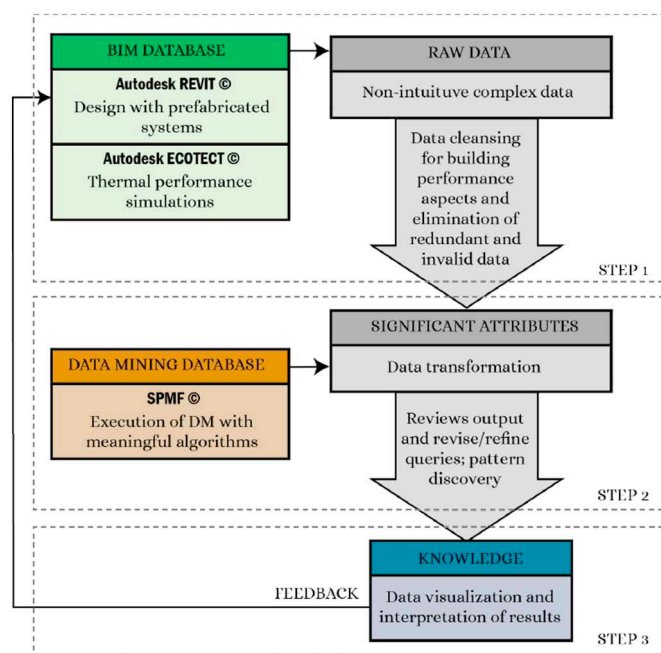 BIM DATABASE
Autodesk REVIT ©
Design with prefabricated
systems
Autodesk ECOTECT ©
Thermal performance
simulations
RAW DATA
Non-intuituve complex data
Data cleansing
for building
performance
aspects and
elimination of
redundant and
invalid data
STEP 1
DATA MINING DATABASE
SPMF ©
Execution of DM with
meaningful algorithms
SIGNIFICANT ATTRIBUTES
Data transformation
Reviews output
and revise/refine
queries; pattern
discovery
STEP 2
KNOWLEDGE
Data visualization and
interpretation of results
FEEDBACK
STEP 3